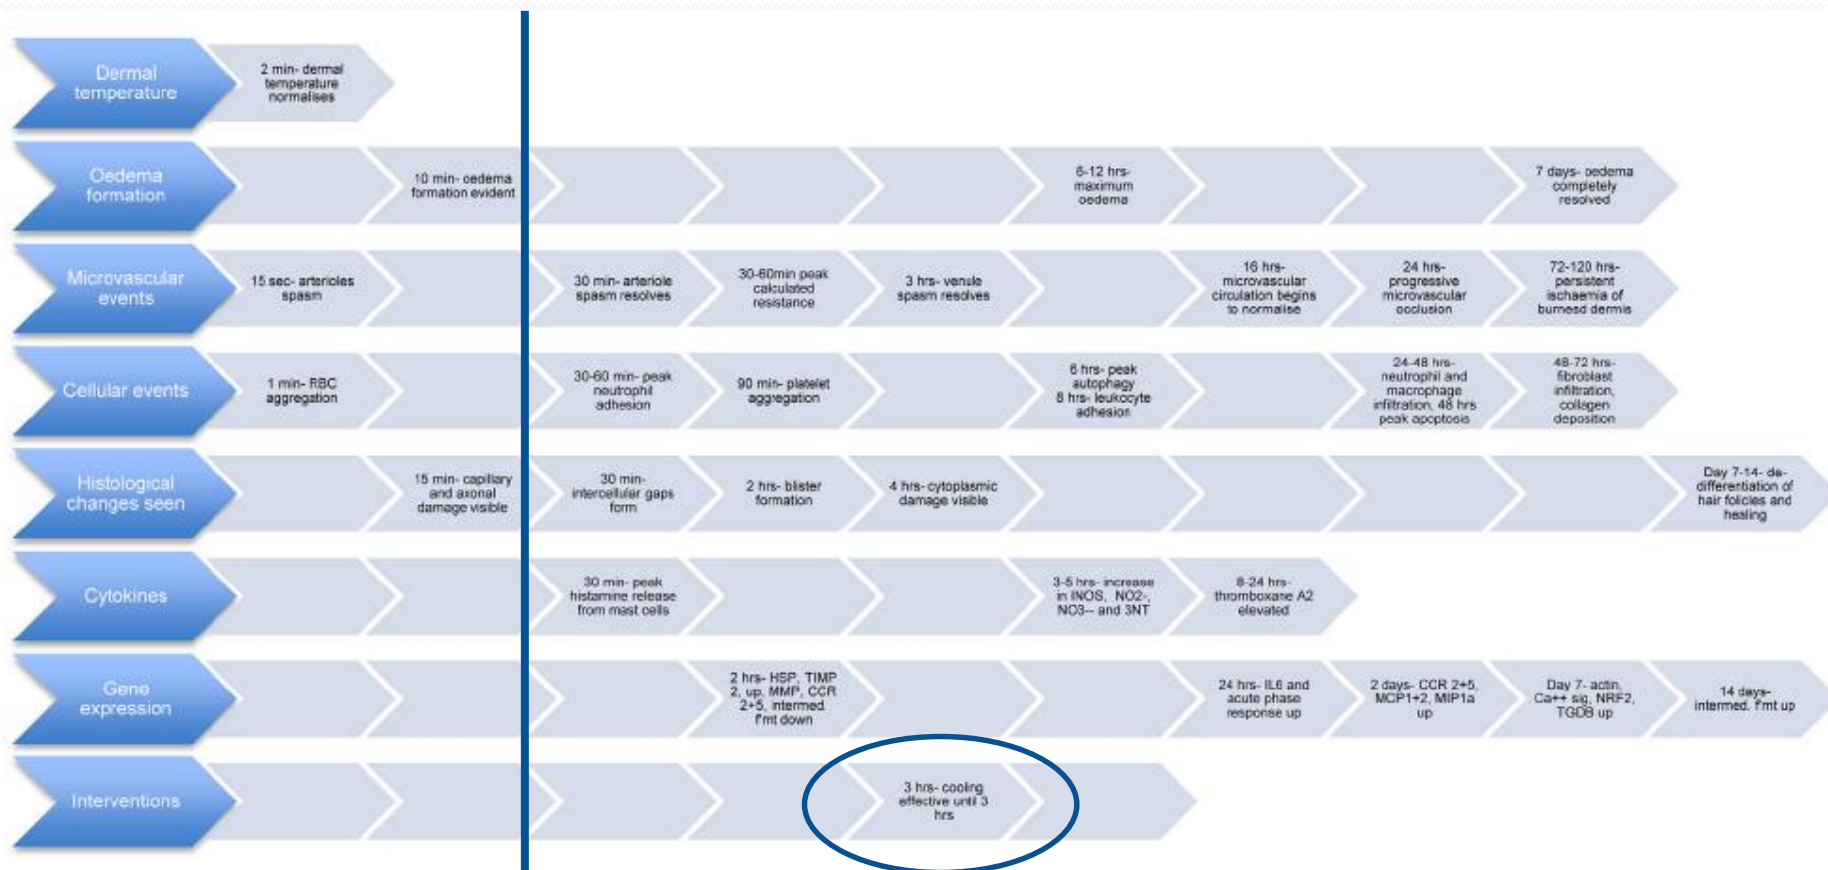 Dermal
temperature
2 min- dermal
temperature
normalises
Oedema
formation
10 min- oedema
formation evident
6-12 hrs-
maximum
oedema
7 days- oedema
completely
resolved
Microvascular
events
15 sec- arterioles
spasm
30 min- arteriole
spasm resolves
30-60min peak
calculated
resistance
3 hrs- venule
spasm resolves
16 hrs-
microvascular
circulation begins
to normalise
24 hrs-
progressive
microvascular
occlusion
72-120 hrs-
persistent
ischaemia of
burnesd dermis
Cellular events
1 min- RBC
aggregation
30-60 min- peak
neutrophil
adhesion
90 min- platelet
aggregation
6 hrs- peak
autophagy
8 hrs- leukocyte
adhesion
24-48 hrs-
neutrophil and
macrophage
infiltration, 48 hrs
peak apoptosis
48-72 hrs-
fibroblast
infiltration,
collagen
deposition
Histological
changes seen
15 min- capillary
and axonal
damage visible
30 min-
intercellular gaps
form
2 hrs- blister
formation
4 hrs- cytoplasmic
damage visible
Day 7-14- de-
differentiation of
hair folicies and
healing
Cytokines
30 min- peak
histamine release
from mast cells
3-5 hrs- increase
in INOS, NO2-,
NO3-- and 3NT
8-24 hrs-
thromboxane A2
elevated
Gene
expression
2 hrs- HSP, TIMP
2, up, MMP, CCR
2+5, intermed.
f'mt down
24 hrs- IL6 and
acute phase
response up
2 days- CCR 2+5,
MCP1+2, MIP1a
up
Day 7- actin,
Ca++ sig, NRF2,
TGDB up
14 days-
intermed. f'mt up
Interventions
3 hrs- cooling
effective until 3
hrs